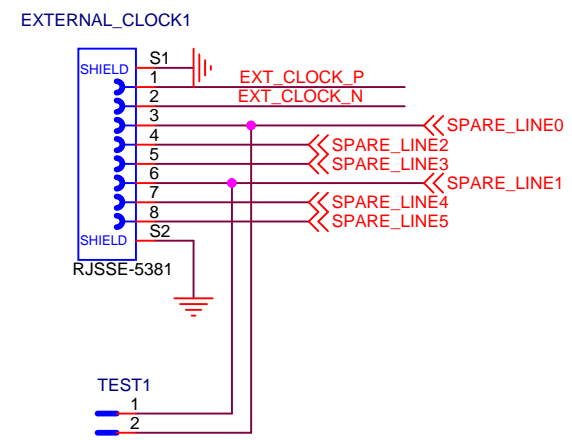 EXTERNAL_CLOCK1
SHIELD S1
1 EXT_CLOCK_P
2 EXT_CLOCK_N
3 SPARE_LINE0
4 SPARE_LINE2
5 SPARE_LINE3
6 SPARE_LINE1
7 SPARE_LINE4
8 SPARE_LINE5
SHIELD S2
RJSSE-5381
TEST1
1
2